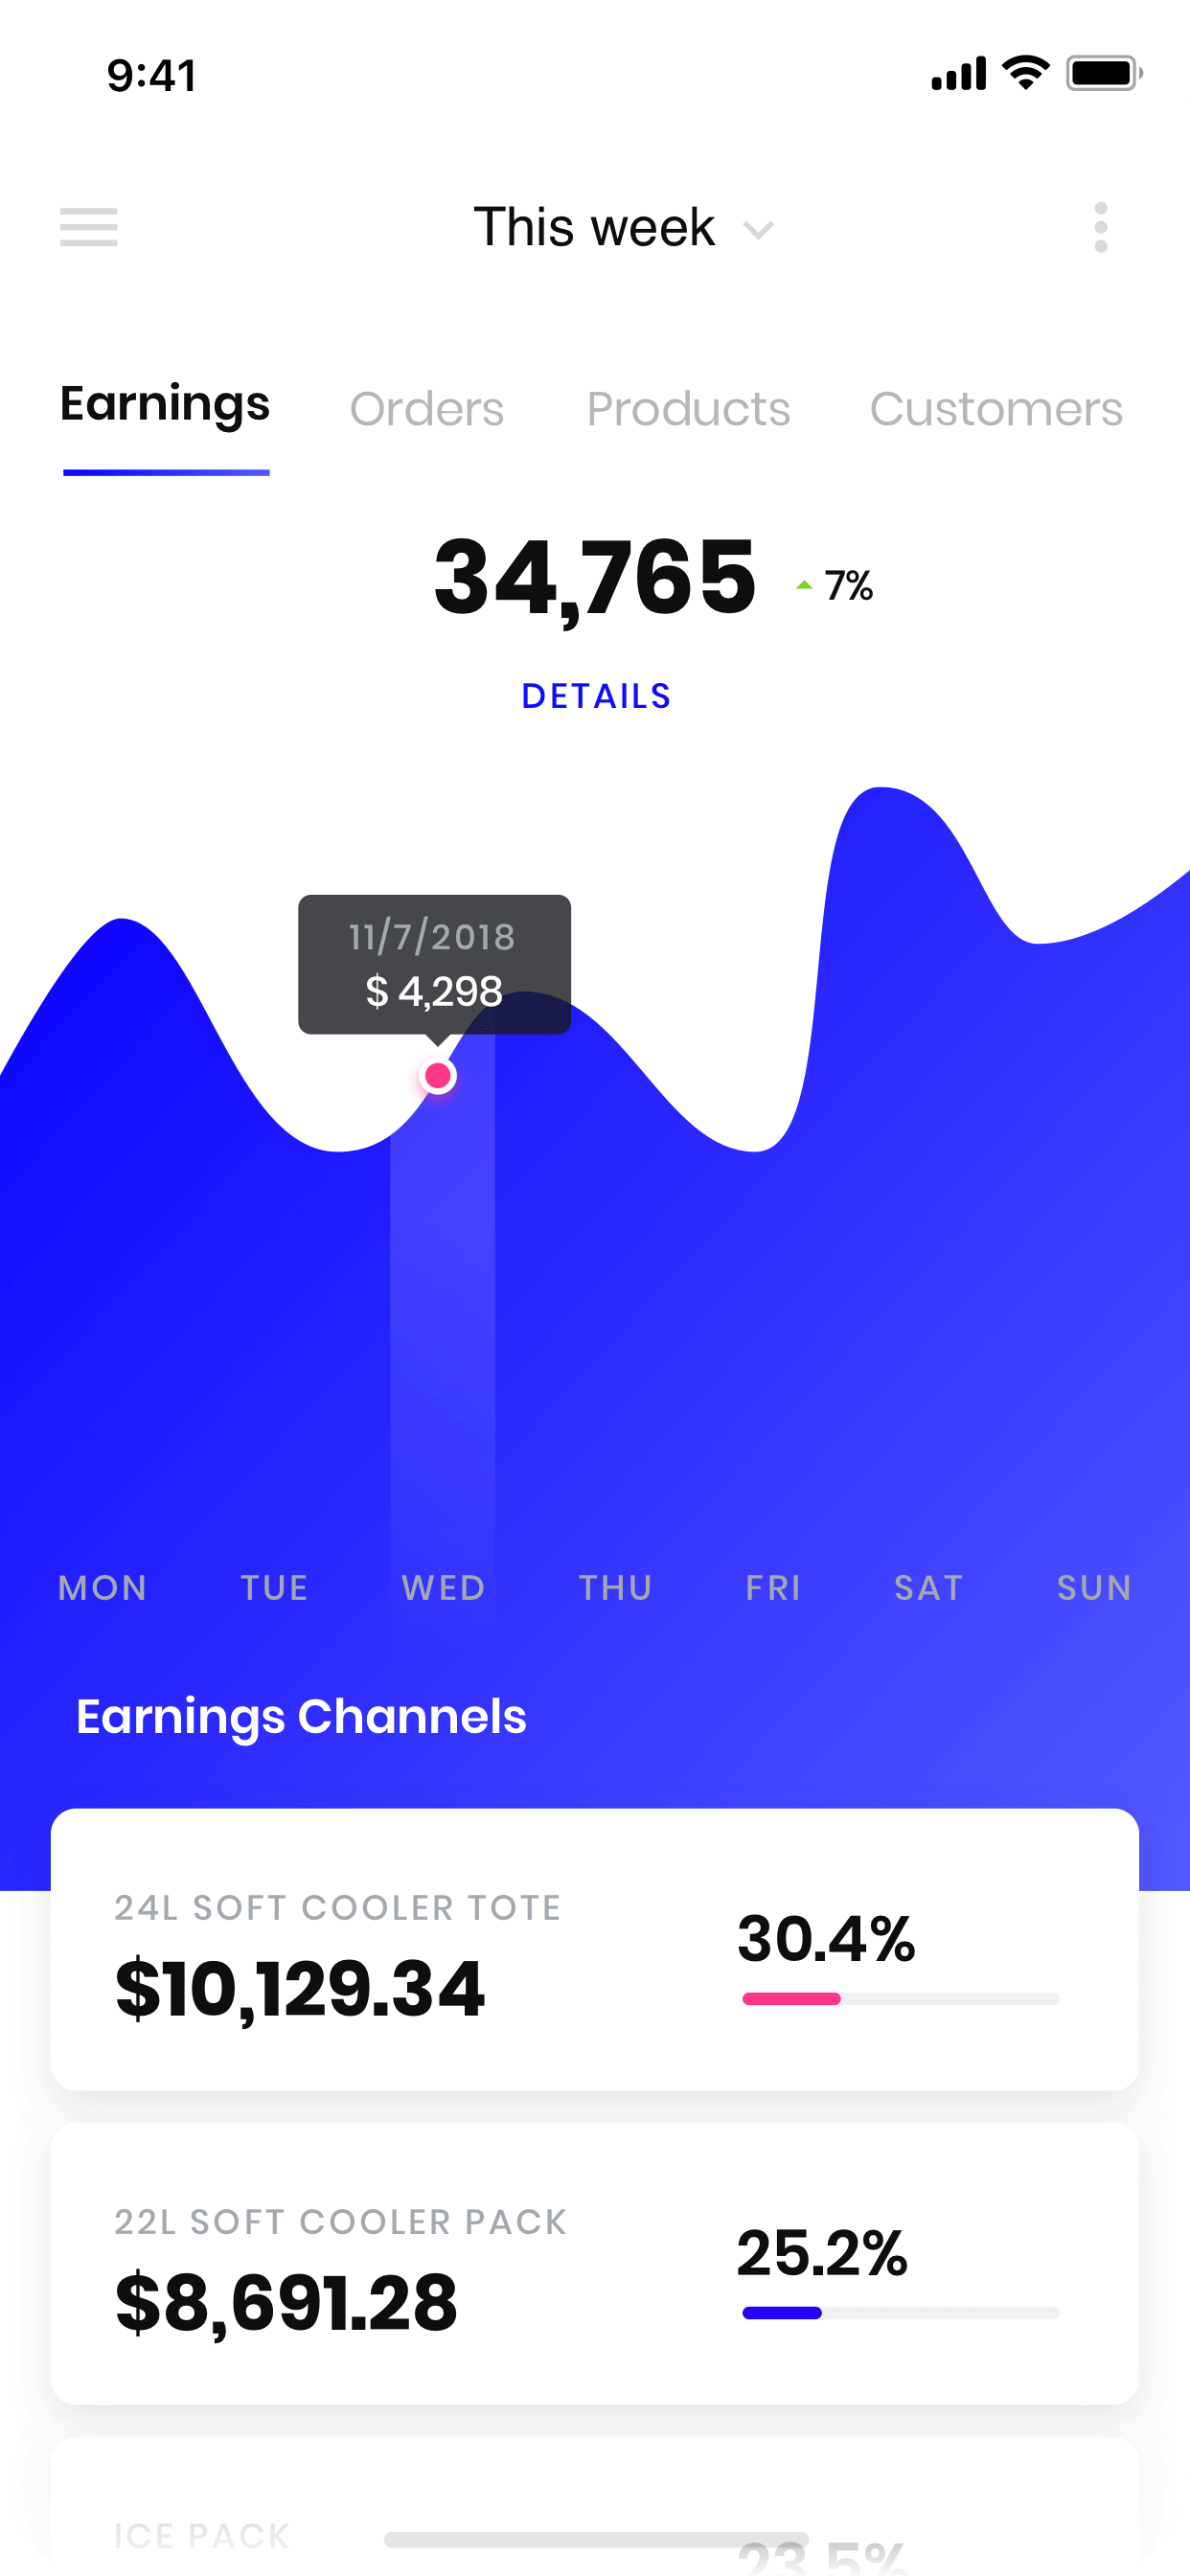 9:41
This week
Earnings Orders Products Customers
34,765 7%
DETAILS
11/7/2018
$ 4,298
MON TUE WED THU FRI SAT SUN
Earnings Channels
24L SOFT COOLER TOTE
30.4%
$10,129.34
22L SOFT COOLER PACK
25.2%
$8,691.28
ICE PACK
23.5%